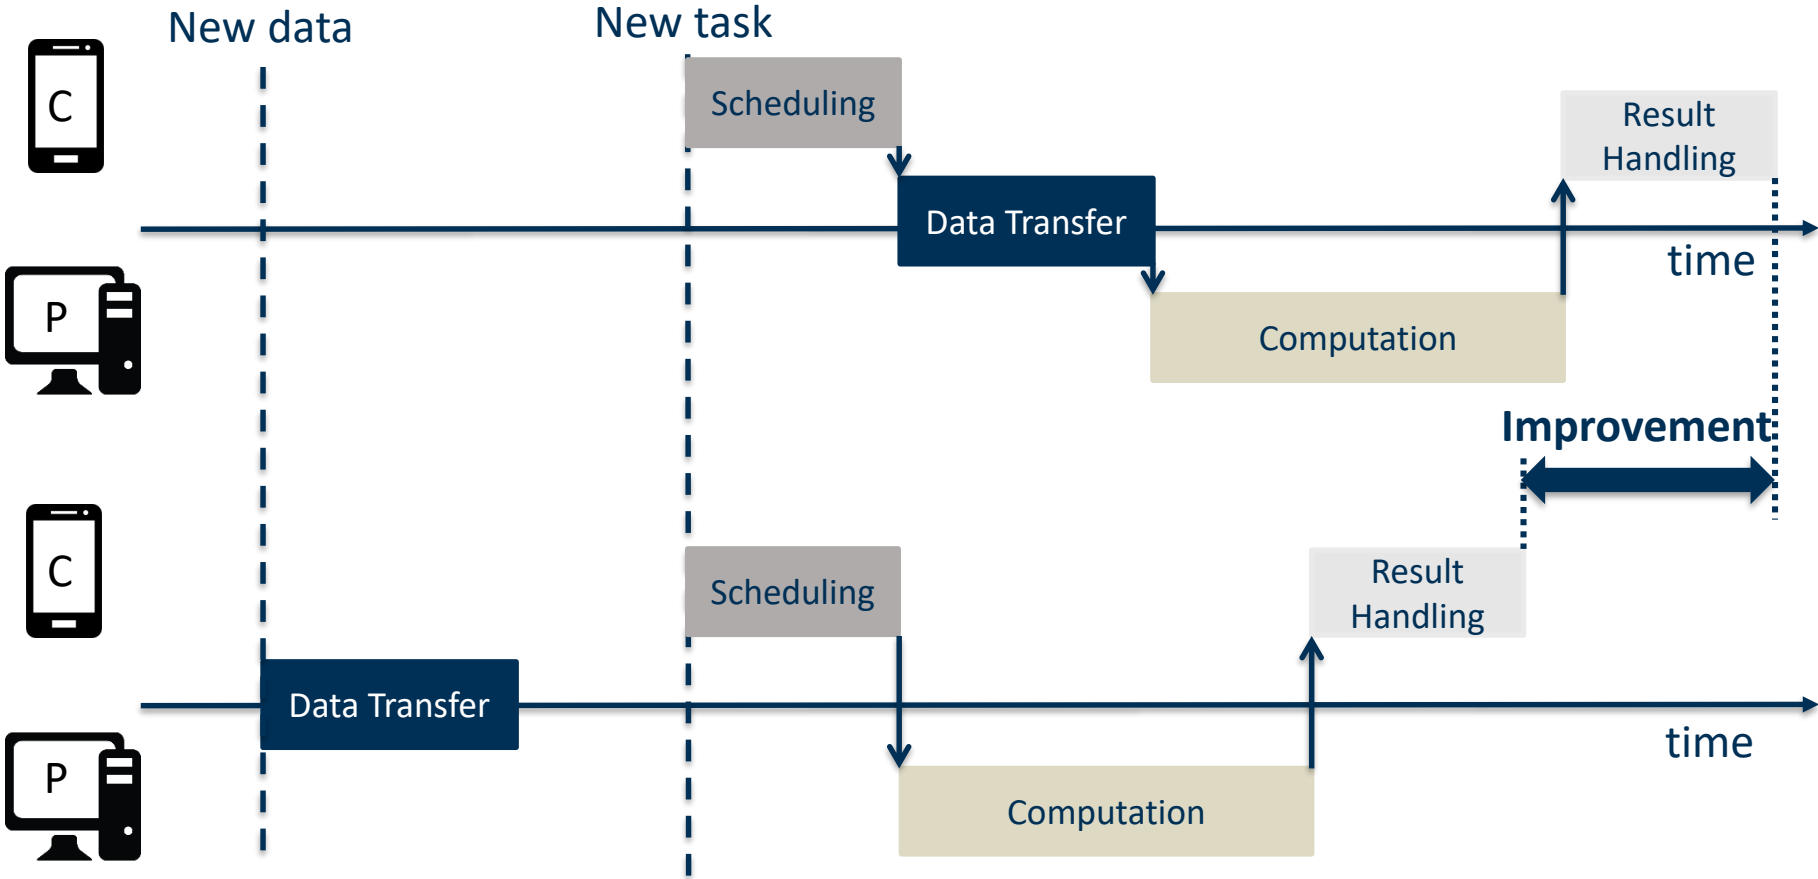 New data
New task
C
Scheduling
Result
Handling
Data Transfer
time
P
Computation
Improvement
C
Scheduling
Result
Handling
Data Transfer
time
P
Computation